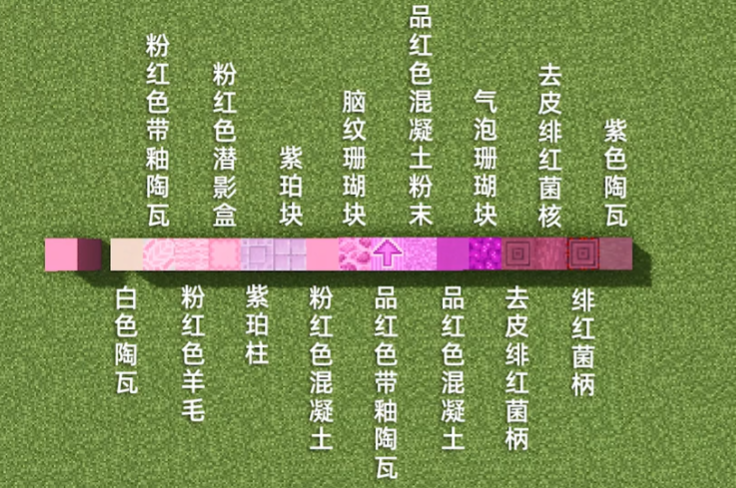 粉红色带釉陶瓦
粉红色潜影盒
紫珀块
脑纹珊瑚块
品红色混凝土粉末
气泡珊瑚块
去皮绯红菌核
紫色陶瓦
白色陶瓦
粉红色羊毛
紫珀柱
粉红色混凝土
品红色带釉陶瓦
品红色混凝土
去皮绯红菌柄
绯红菌柄